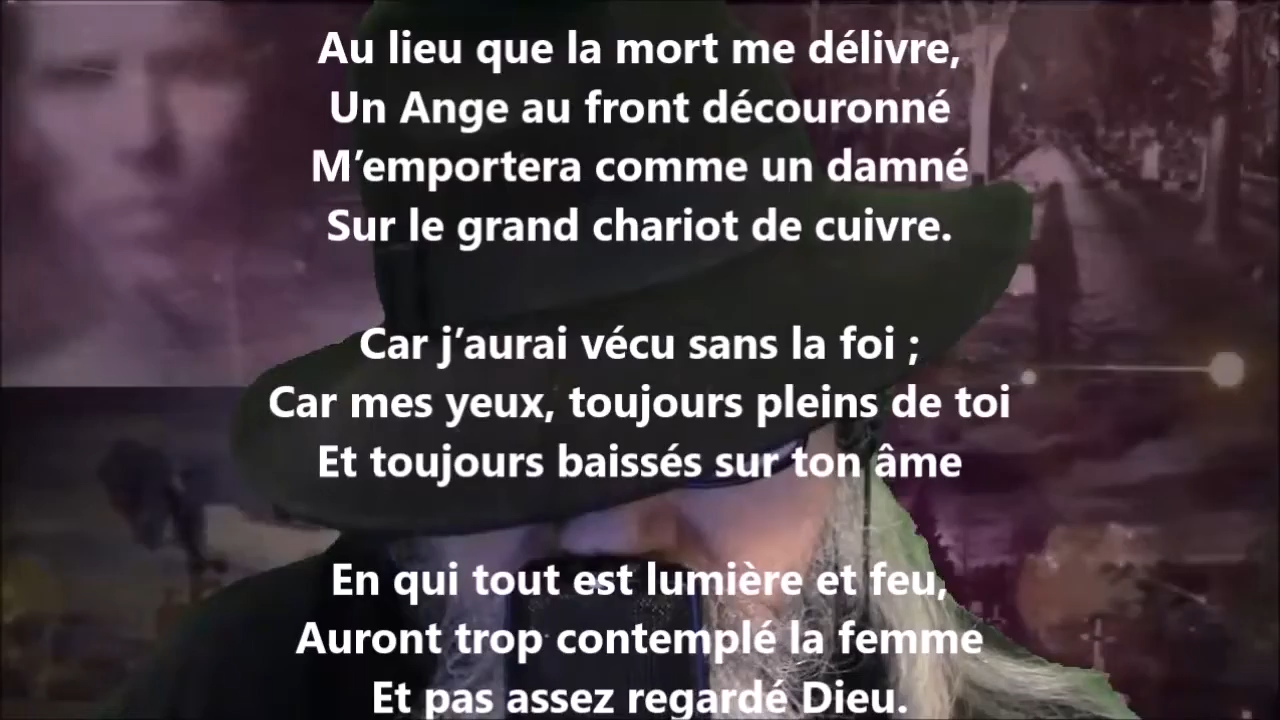 Au lieu que la mort me délivre,
Un Ange au front découronné
M’emportera comme un damné
Sur le grand chariot de cuivre.
Car j’aurai vécu sans la foi ;
Car mes yeux, toujours pleins de toi
Et toujours baissés sur ton âme
En qui tout est lumière et feu,
Auront trop contemplé la femme
Et pas assez regardé Dieu.